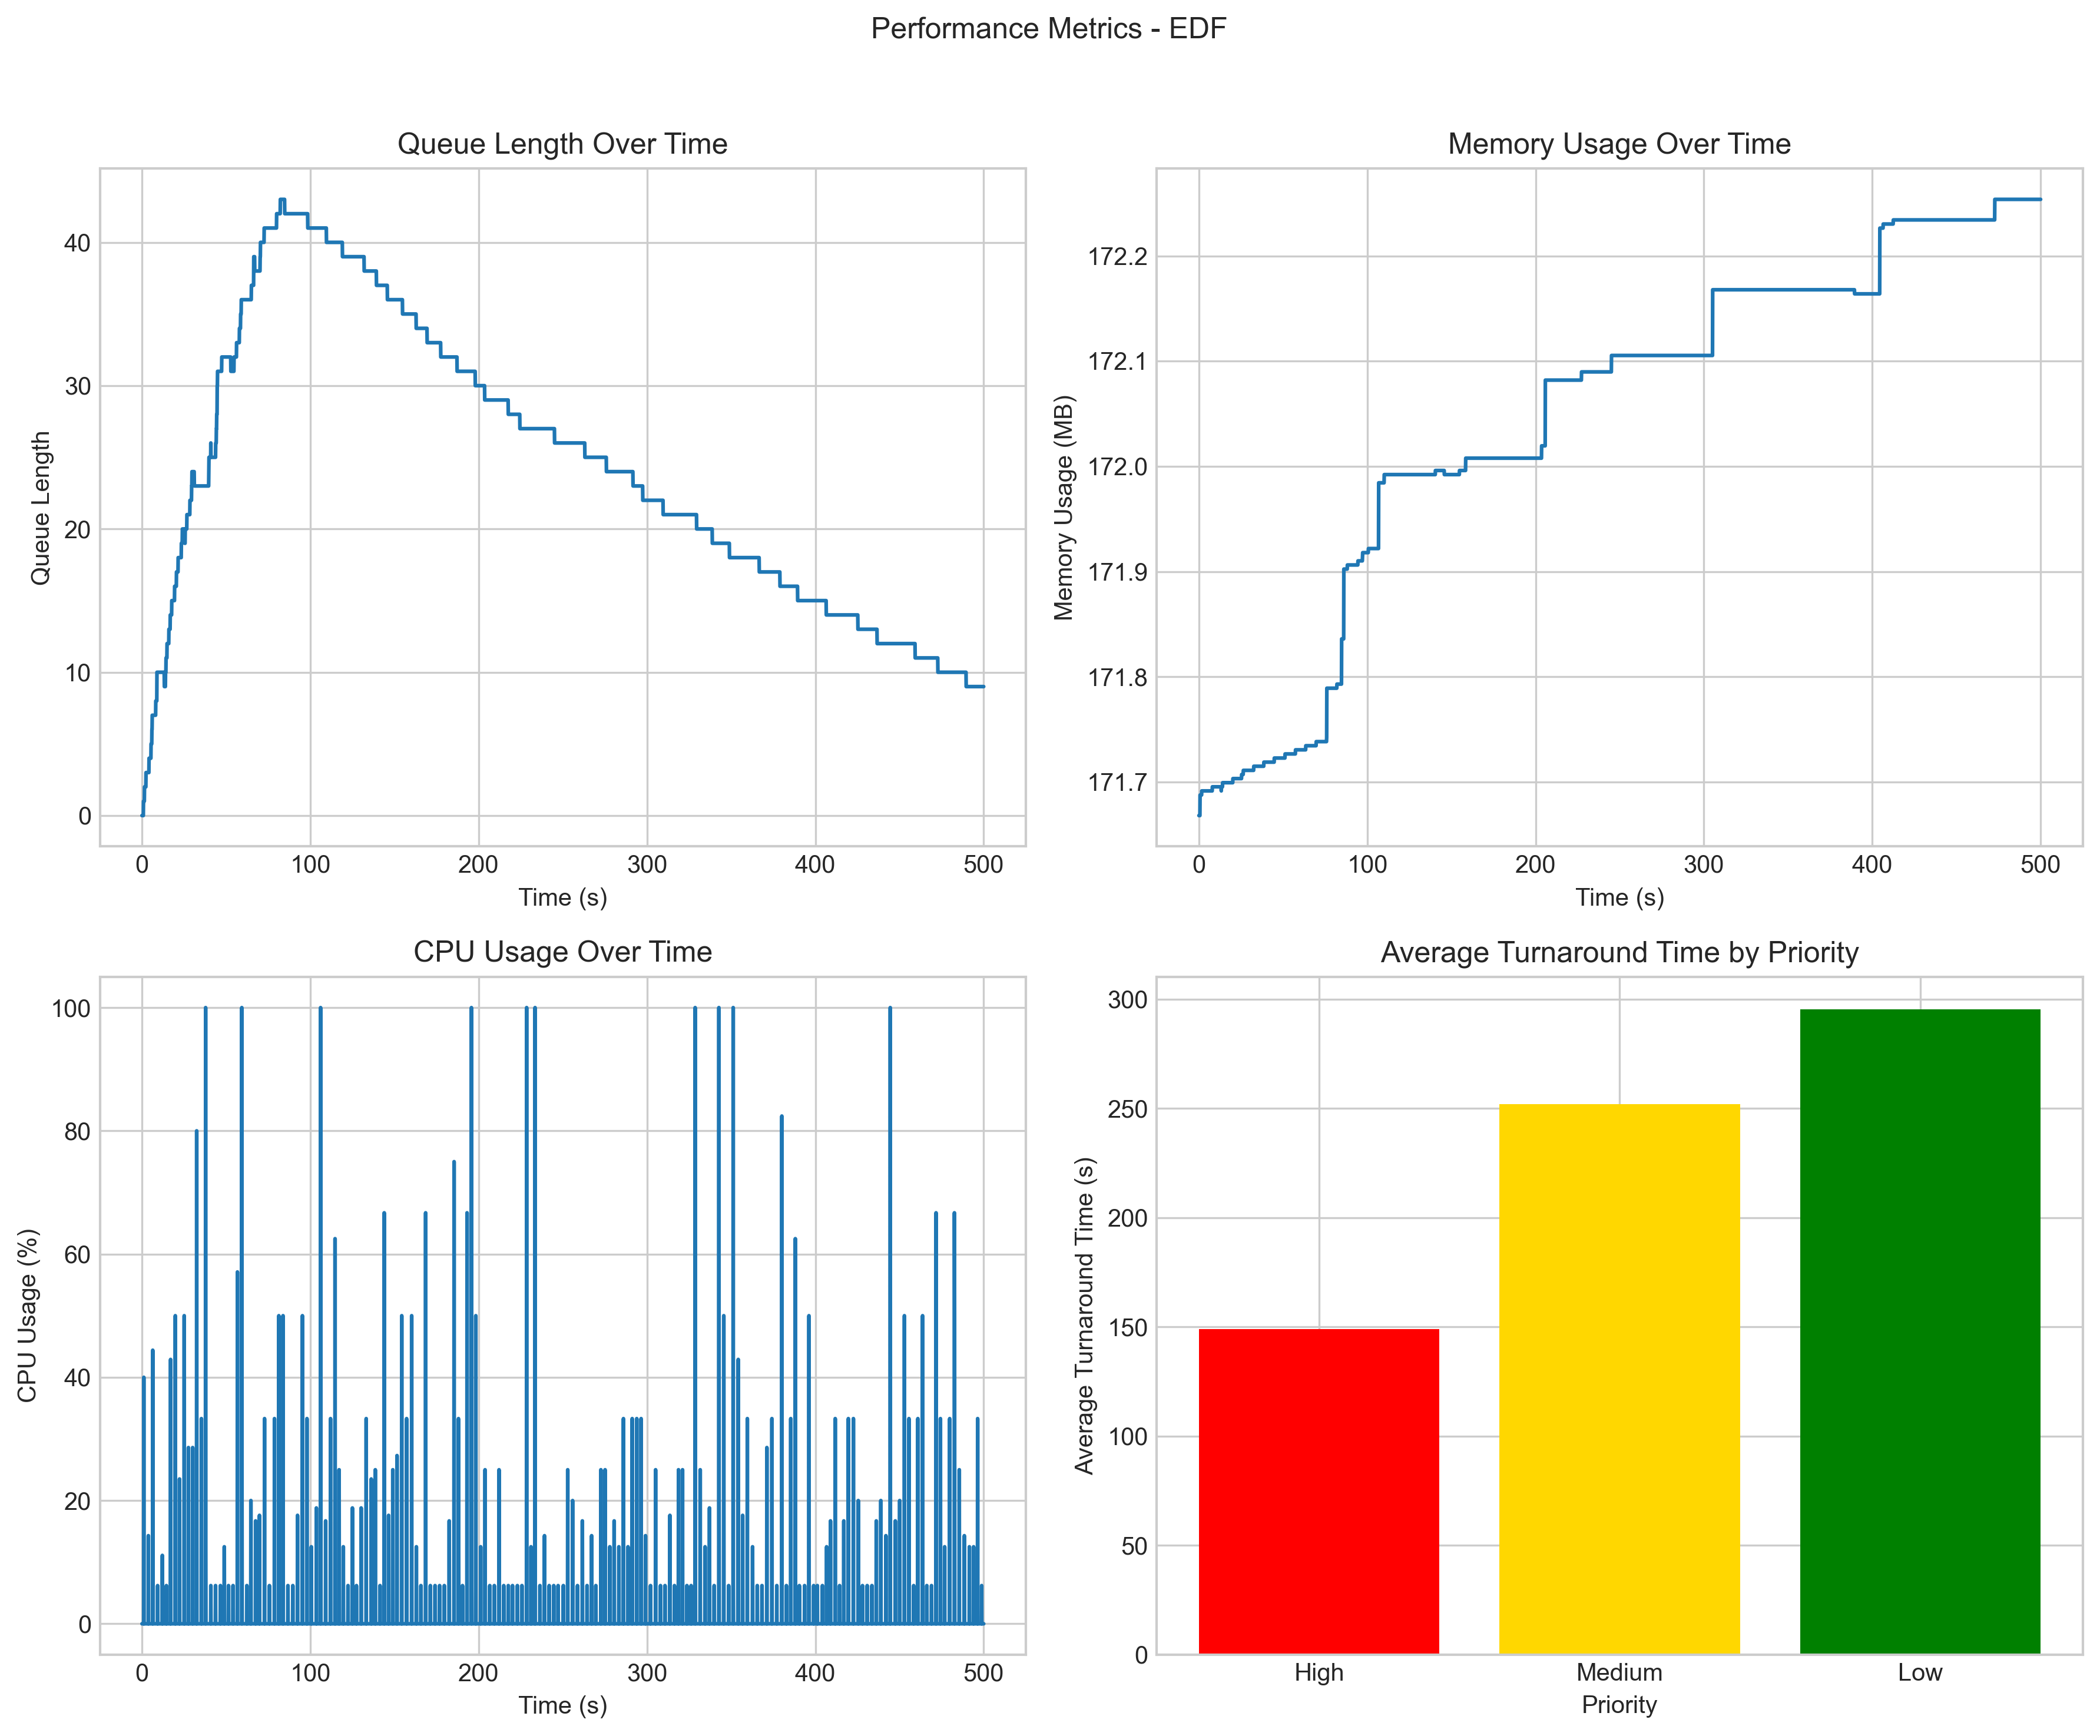 Performance Metrics - EDF
Queue Length Over Time
Queue Length
40
30
20
10
0
0 100 200 300 400 500
Time (s)
Memory Usage Over Time
Memory Usage (MB)
172.2
172.1
172.0
171.9
171.8
171.7
0 100 200 300 400 500
Time (s)
CPU Usage Over Time
CPU Usage (%)
100
80
60
40
20
0
0 100 200 300 400 500
Time (s)
Average Turnaround Time by Priority
Average Turnaround Time (s)
300
250
200
150
100
50
0
High Medium Low
Priority